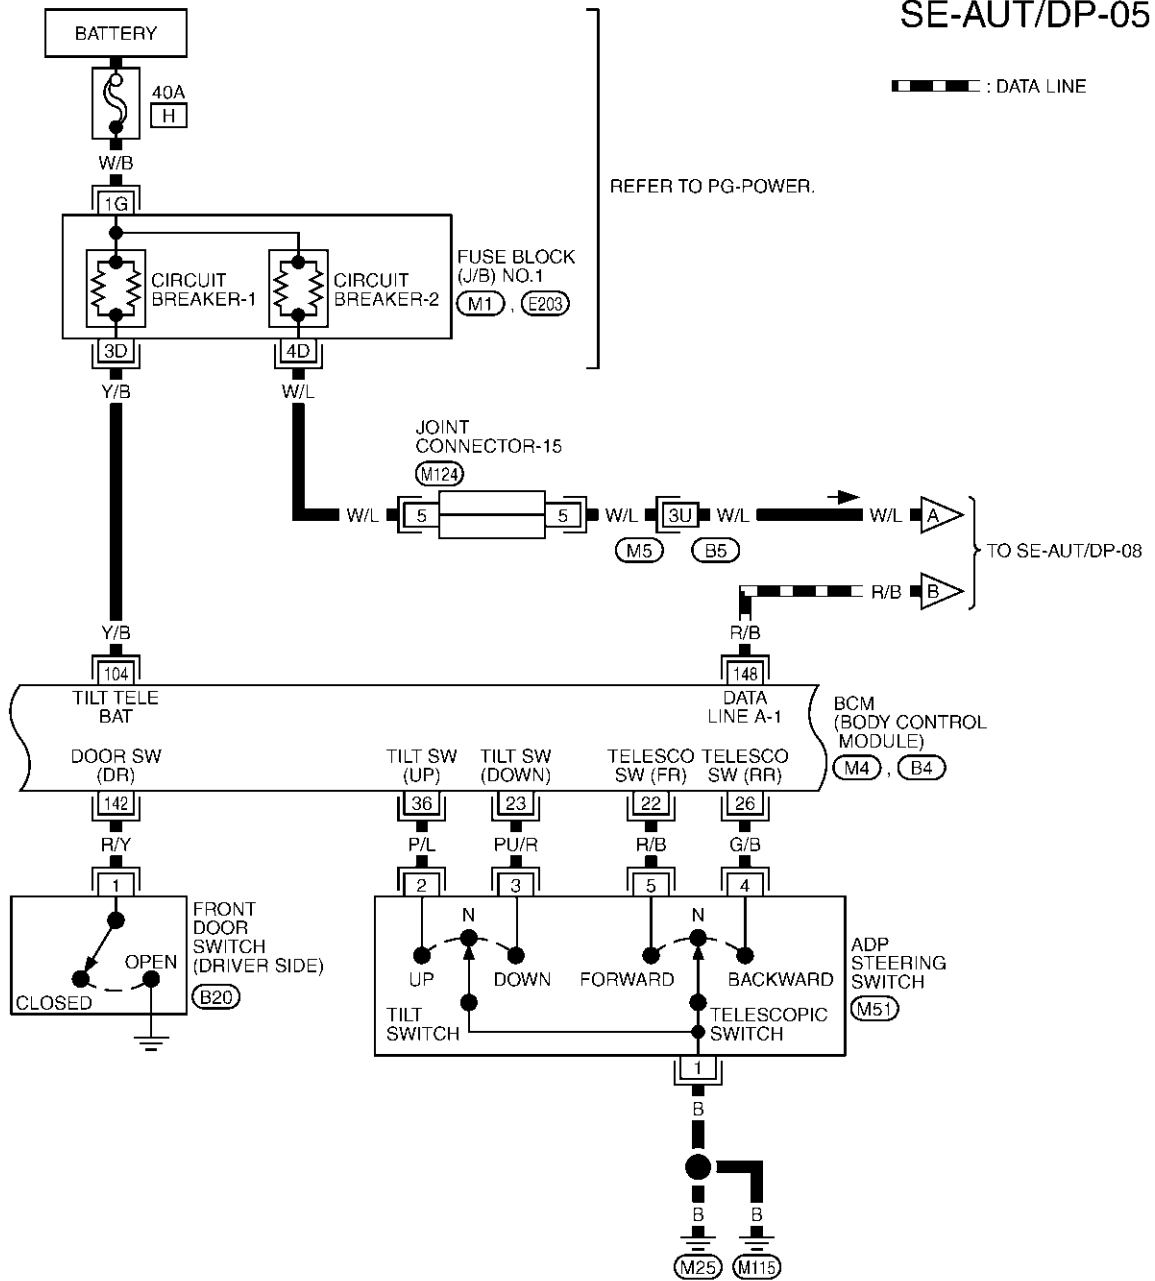 SE-AUT/DP-05
BATTERY
: DATA LINE
40A
H
W/B
REFER TO PG-POWER.
1G
CIRCUIT
BREAKER-1
CIRCUIT
BREAKER-2
FUSE BLOCK
(J/B) NO.1
M1 , E203
3D
4D
Y/B
W/L
JOINT
CONNECTOR-15
M124
W/L
5
5
W/L
3U
W/L
W/L
A
M5
B5
TO SE-AUT/DP-08
R/B
B
Y/B
R/B
104
148
TILT TELE
BAT
DATA
LINE A-1
BCM
(BODY CONTROL
MODULE)
M4 , B4
DOOR SW
(DR)
TILT SW
(UP)
TILT SW
(DOWN)
TELESCO
SW (FR)
TELESCO
SW (RR)
142
36
23
22
26
R/Y
P/L
PU/R
R/B
G/B
1
2
3
5
4
FRONT
DOOR
SWITCH
(DRIVER SIDE)
B20
OPEN
CLOSED
N
N
UP
DOWN
FORWARD
BACKWARD
TILT
SWITCH
TELESCOPIC
SWITCH
ADP
STEERING
SWITCH
M51
1
B
B
B
M25
M115